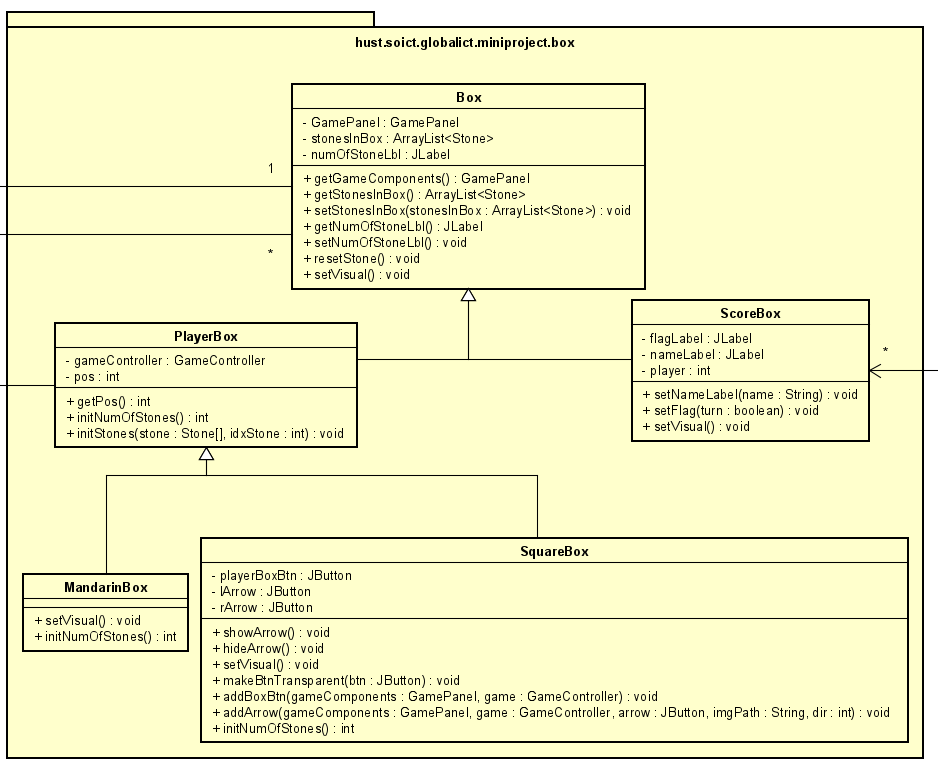 hust.soict.globalict.miniproject.box
Box
- GamePanel : GamePanel
- stonesInBox : ArrayList<Stone>
- numOfStoneLbl : JLabel
+ getGameComponents() : GamePanel
+ getStonesInBox() : ArrayList<Stone>
+ setStonesInBox(stonesInBox : ArrayList<Stone>) : void
+ getNumOfStoneLbl() : JLabel
+ setNumOfStoneLbl() : void
+ resetStone() : void
+ setVisual() : void
1
*
PlayerBox
- gameController : GameController
- pos : int
+ getPos() : int
+ initNumOfStones() : int
+ initStones(stone : Stone[], idxStone : int) : void
ScoreBox
- flagLabel : JLabel
- nameLabel : JLabel
- player : int
+ setNameLabel(name : String) : void
+ setFlag(turn : boolean) : void
+ setVisual() : void
*
MandarinBox
+ setVisual() : void
+ initNumOfStones() : int
SquareBox
- playerBoxBtn : JButton
- lArrow : JButton
- rArrow : JButton
+ showArrow() : void
+ hideArrow() : void
+ setVisual() : void
+ makeBtnTransparent(btn : JButton) : void
+ addBoxBtn(gameComponents : GamePanel, game : GameController) : void
+ addArrow(gameComponents : GamePanel, game : GameController, arrow : JButton, imgPath : String, dir : int) : void
+ initNumOfStones() : int